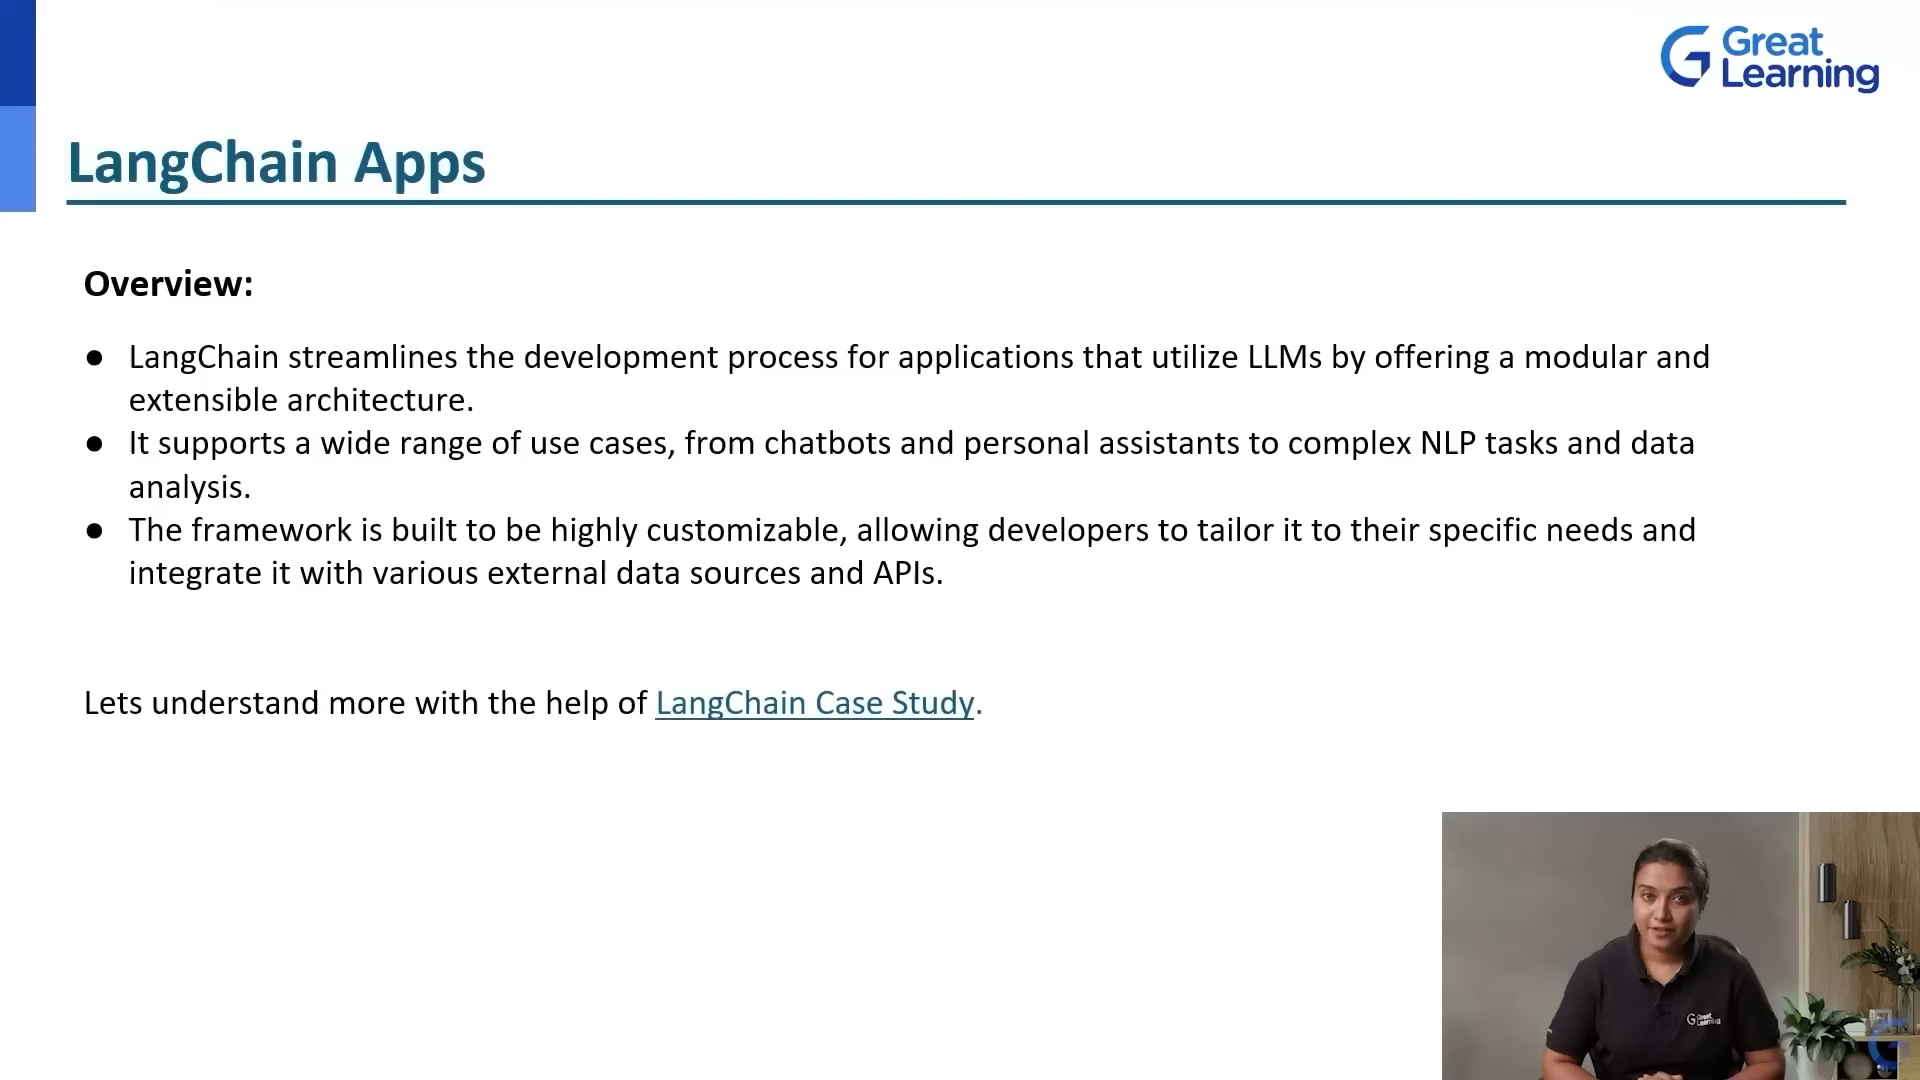 Great
Learning
LangChain Apps
Overview:
● LangChain streamlines the development process for applications that utilize LLMs by offering a modular and
extensible architecture.
● It supports a wide range of use cases, from chatbots and personal assistants to complex NLP tasks and data
analysis.
● The framework is built to be highly customizable, allowing developers to tailor it to their specific needs and
integrate it with various external data sources and APIs.
Lets understand more with the help of LangChain Case Study.
Great
Learning